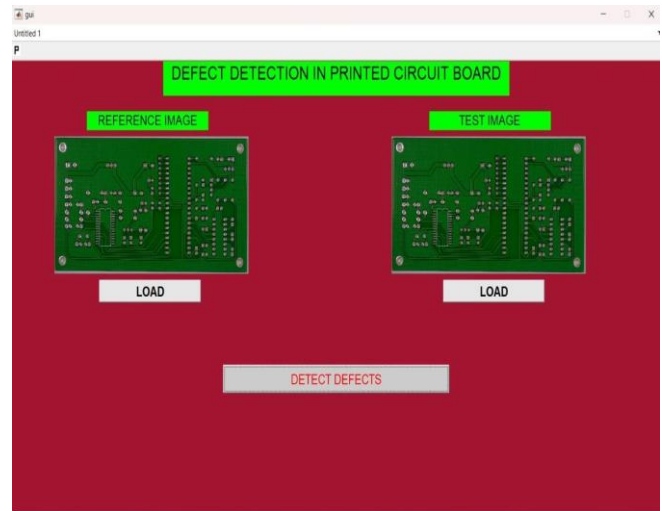 gui
Untitled 1
P
DEFECT DETECTION IN PRINTED CIRCUIT BOARD
REFERENCE IMAGE
TEST IMAGE
LOAD
LOAD
DETECT DEFECTS